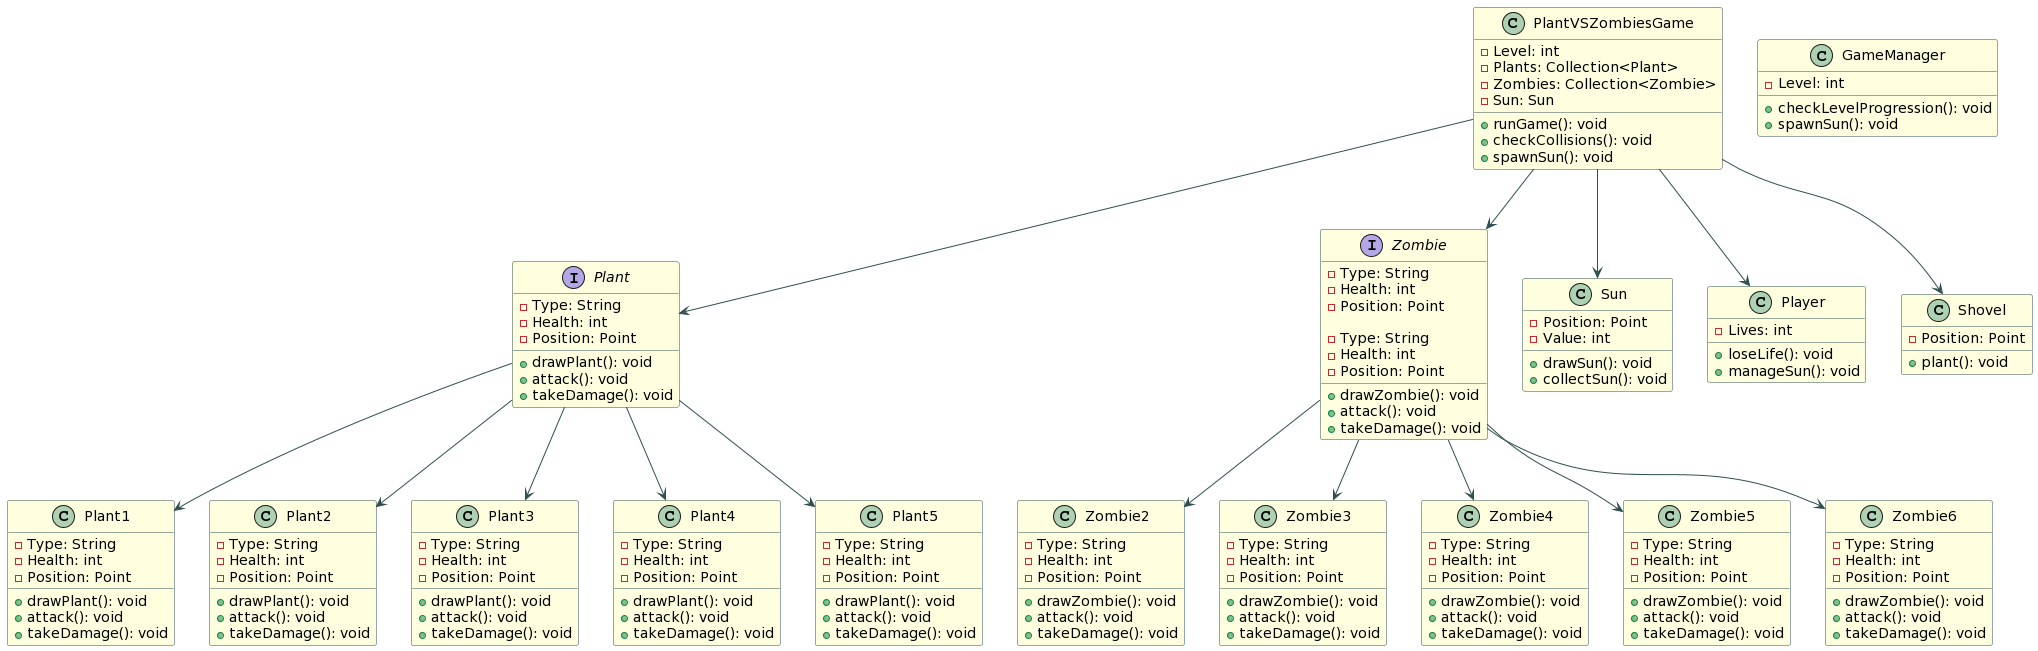 C PlantVSZombiesGame
Level: int
Plants: Collection<Plant>
Zombies: Collection<Zombie>
Sun: Sun
runGame(): void
checkCollisions(): void
spawnSun(): void
C GameManager
Level: int
checkLevelProgression(): void
spawnSun(): void
I Plant
Type: String
Health: int
Position: Point
drawPlant(): void
attack(): void
takeDamage(): void
I Zombie
Type: String
Health: int
Position: Point
Type: String
Health: int
Position: Point
drawZombie(): void
attack(): void
takeDamage(): void
C Sun
Position: Point
Value: int
drawSun(): void
collectSun(): void
C Player
Lives: int
loseLife(): void
manageSun(): void
C Shovel
Position: Point
plant(): void
C Plant1
Type: String
Health: int
Position: Point
drawPlant(): void
attack(): void
takeDamage(): void
C Plant2
Type: String
Health: int
Position: Point
drawPlant(): void
attack(): void
takeDamage(): void
C Plant3
Type: String
Health: int
Position: Point
drawPlant(): void
attack(): void
takeDamage(): void
C Plant4
Type: String
Health: int
Position: Point
drawPlant(): void
attack(): void
takeDamage(): void
C Plant5
Type: String
Health: int
Position: Point
drawPlant(): void
attack(): void
takeDamage(): void
C Zombie2
Type: String
Health: int
Position: Point
drawZombie(): void
attack(): void
takeDamage(): void
C Zombie3
Type: String
Health: int
Position: Point
drawZombie(): void
attack(): void
takeDamage(): void
C Zombie4
Type: String
Health: int
Position: Point
drawZombie(): void
attack(): void
takeDamage(): void
C Zombie5
Type: String
Health: int
Position: Point
drawZombie(): void
attack(): void
takeDamage(): void
C Zombie6
Type: String
Health: int
Position: Point
drawZombie(): void
attack(): void
takeDamage(): void